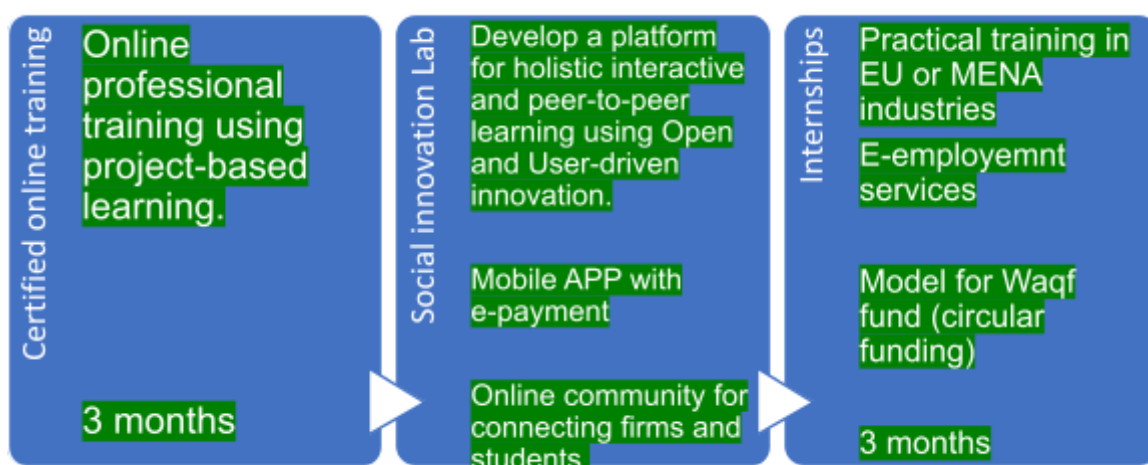 Certified online training
Online
professional
training using
project-based
learning.
3 months
Social innovation Lab
Develop a platform
for holistic interactive
and peer-to-peer
learning using Open
and User-driven
innovation.
Mobile APP with
e-payment
Online community for
connecting firms and
students.
Internships
Practical training in
EU or MENA
industries
E-employemnt
services
Model for Waqf
fund (circular
funding)
3 months